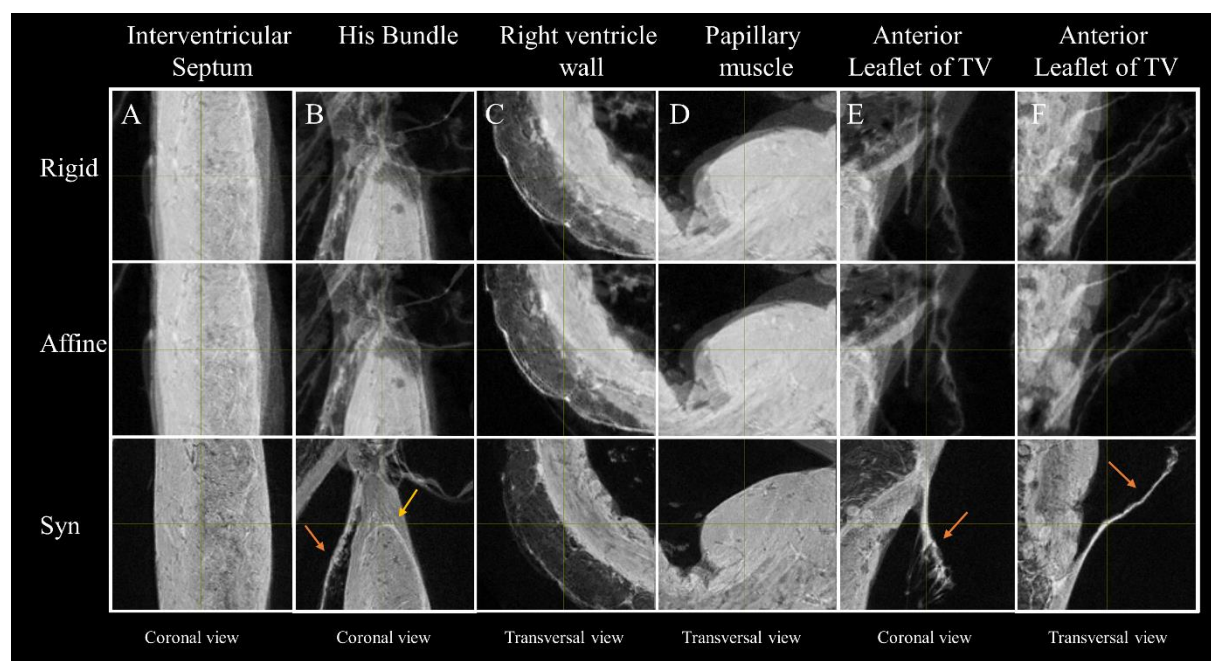 Interventricular
Septum
His Bundle
Right ventricle
wall
Papillary
muscle
Anterior
Leaflet of TV
Anterior
Leaflet of TV
A
B
C
D
E
F
Rigid
Affine
Syn
Coronal view
Coronal view
Transversal view
Transversal view
Coronal view
Transversal view